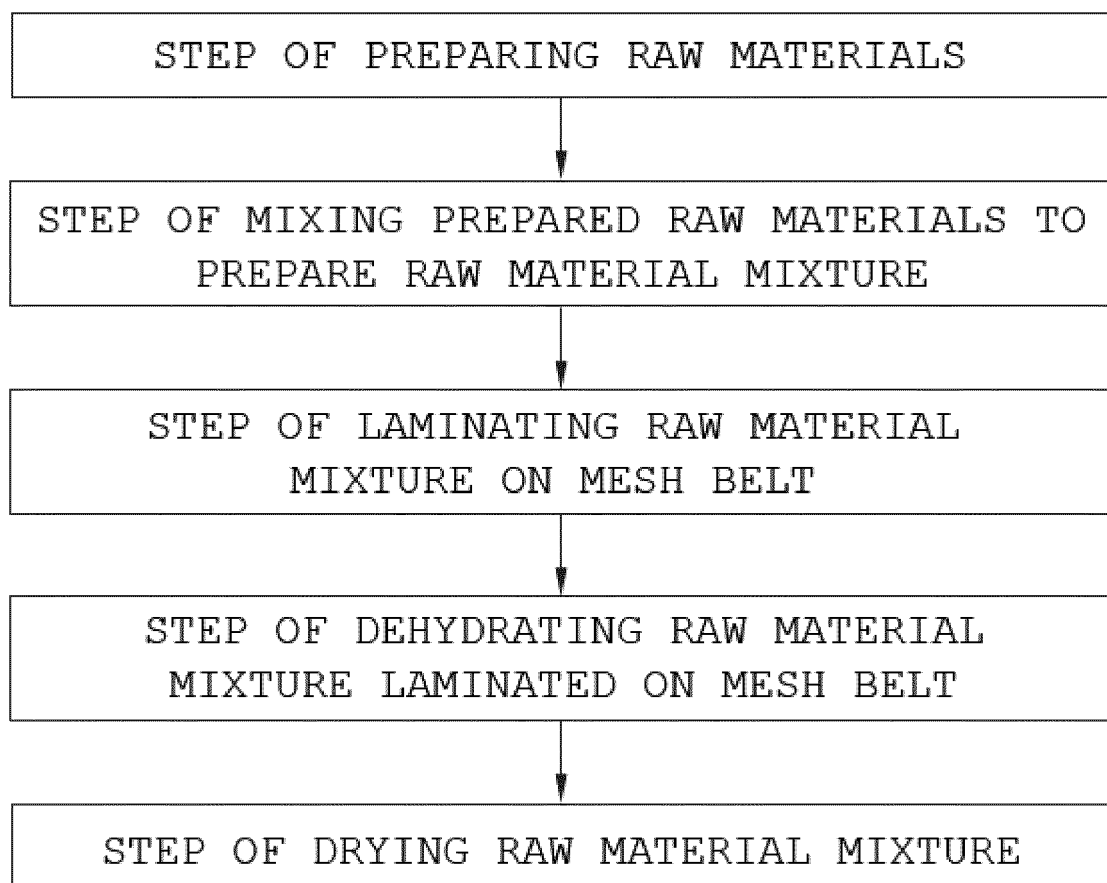 STEP OF PREPARING RAW MATERIALS
STEP OF MIXING PREPARED RAW MATERIALS TO
PREPARE RAW MATERIAL MIXTURE
STEP OF LAMINATING RAW MATERIAL
MIXTURE ON MESH BELT
STEP OF DEHYDRATING RAW MATERIAL
MIXTURE LAMINATED ON MESH BELT
STEP OF DRYING RAW MATERIAL MIXTURE